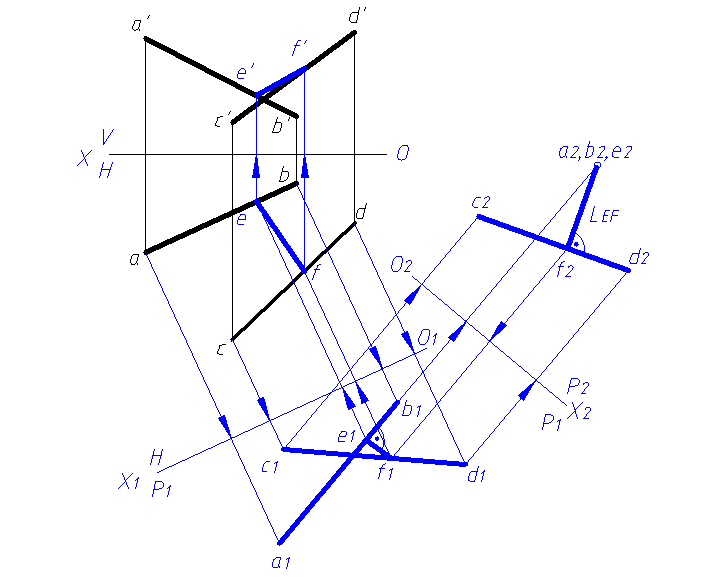 a' d'
f'
e'
c' b'
V
X H O
b a2,b2,e2
e d c2 LEF
a f
O2 f2 d2
c O1
P2
b1 P1 X2
e1
H c1 f1 d1
X1 P1
a1